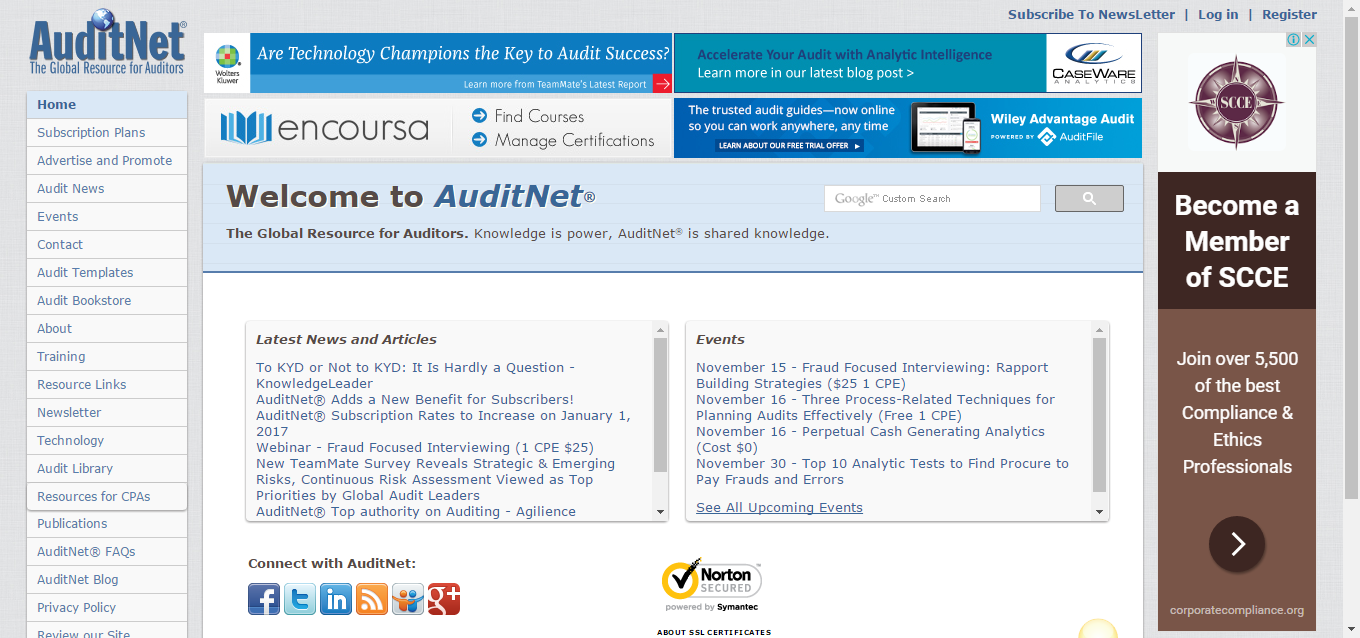 AuditNet®
The Global Resource for Auditors
Subscribe To NewsLetter | Log in | Register
Home
Subscription Plans
Advertise and Promote
Audit News
Events
Contact
Audit Templates
Audit Bookstore
About
Training
Resource Links
Newsletter
Technology
Audit Library
Resources for CPAs
Publications
AuditNet® FAQs
AuditNet Blog
Privacy Policy
Review our Site
Wolters Kluwer
Are Technology Champions the Key to Audit Success?
Learn more from TeamMate's Latest Report
Accelerate Your Audit with Analytic Intelligence
Learn more in our latest blog post >
CASEWARE
ANALYTICS
encoursa
Find Courses
Manage Certifications
The trusted audit guides—now online
so you can work anywhere, any time
LEARN ABOUT OUR FREE TRIAL OFFER
Wiley Advantage Audit
POWERED BY AuditFile
Welcome to AuditNet®
Google™ Custom Search
The Global Resource for Auditors. Knowledge is power, AuditNet® is shared knowledge.
Latest News and Articles
To KYD or Not to KYD: It Is Hardly a Question -
KnowledgeLeader
AuditNet® Adds a New Benefit for Subscribers!
AuditNet® Subscription Rates to Increase on January 1,
2017
Webinar - Fraud Focused Interviewing (1 CPE $25)
New TeamMate Survey Reveals Strategic & Emerging
Risks, Continuous Risk Assessment Viewed as Top
Priorities by Global Audit Leaders
AuditNet® Top authority on Auditing - Agilience
Events
November 15 - Fraud Focused Interviewing: Rapport
Building Strategies ($25 1 CPE)
November 16 - Three Process-Related Techniques for
Planning Audits Effectively (Free 1 CPE)
November 16 - Perpetual Cash Generating Analytics
(Cost $0)
November 30 - Top 10 Analytic Tests to Find Procure to
Pay Frauds and Errors
See All Upcoming Events
Connect with AuditNet:
Norton
SECURED
powered by Symantec
ABOUT SSL CERTIFICATES
SCCE
Become a
Member
of SCCE
Join over 5,500
of the best
Compliance &
Ethics
Professionals
corporatecompliance.org